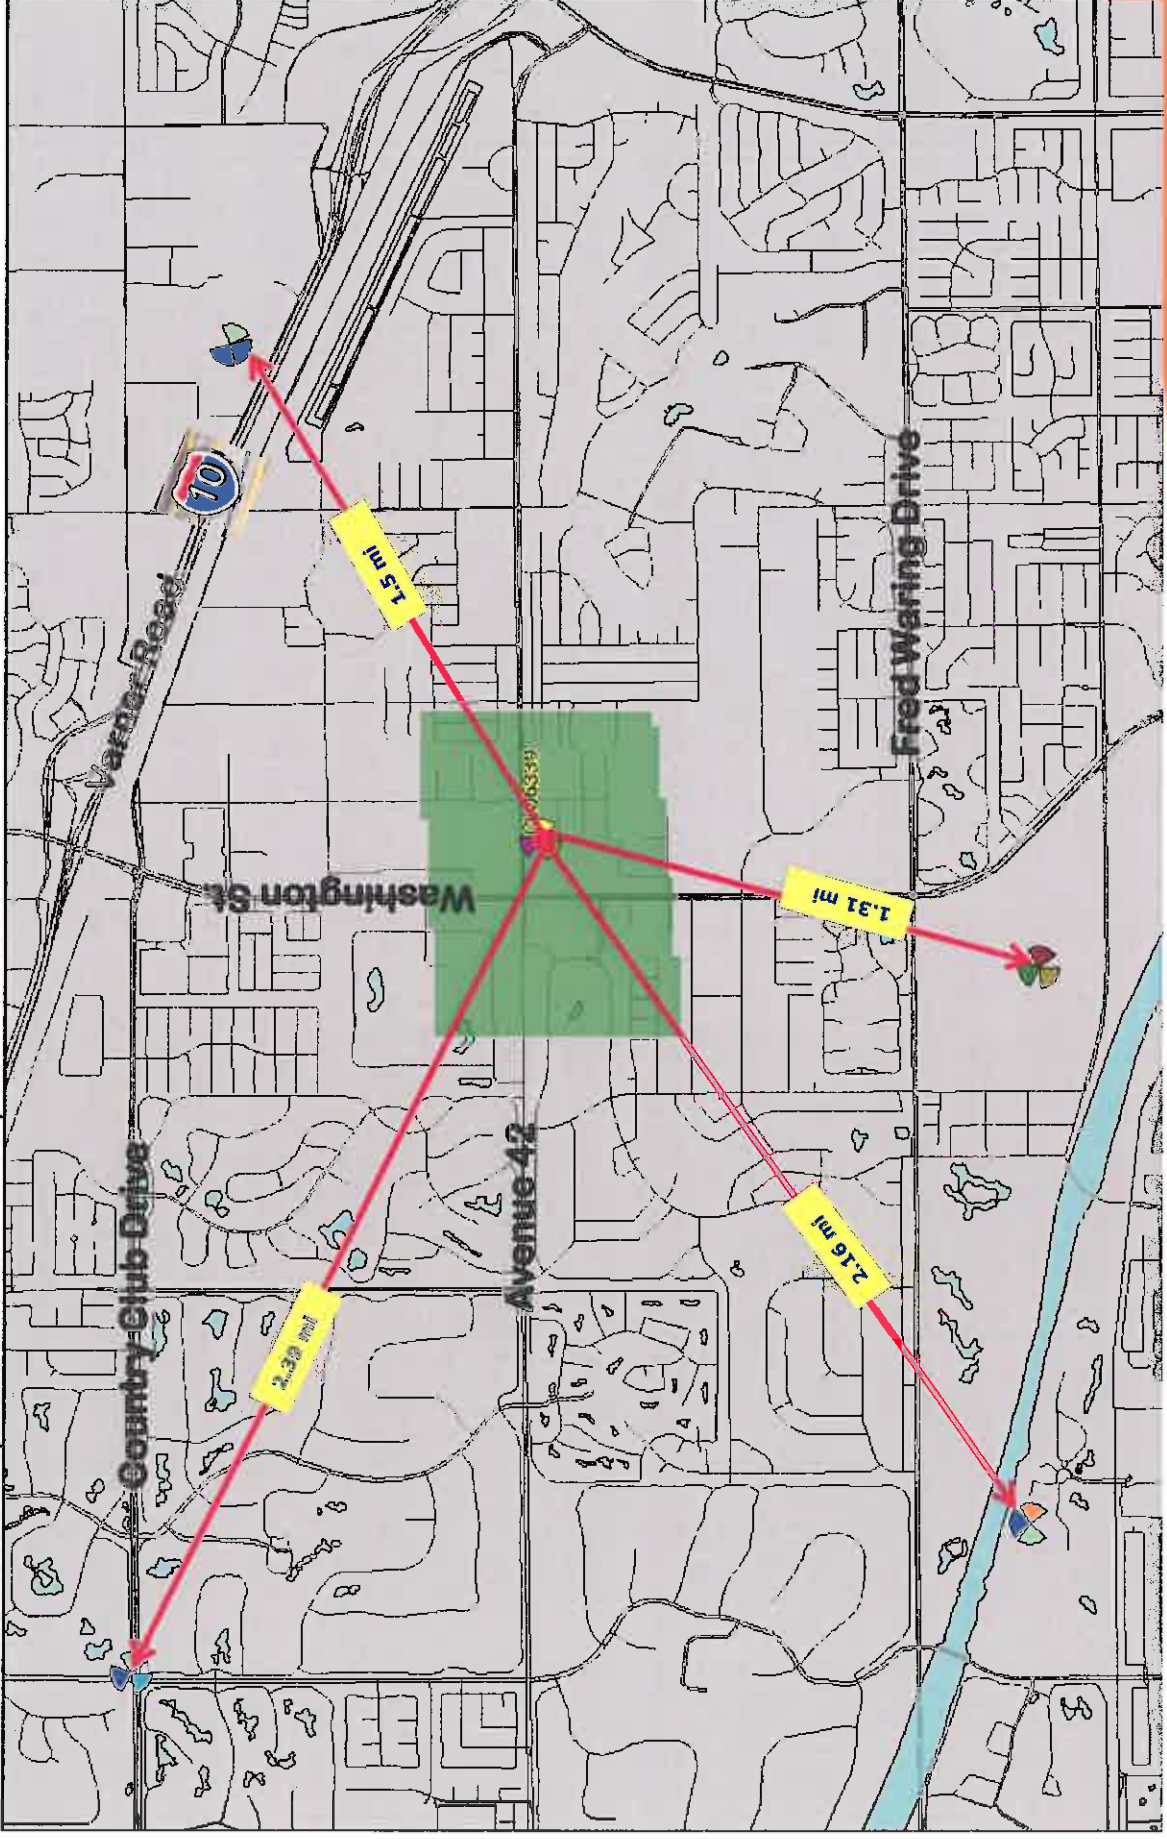 Varner Road
10
1.5 mi
Washington St.
Fred Waring Drive
1.31 mi
Country Club Drive
Avenue 42
2.39 mi
2.16 mi